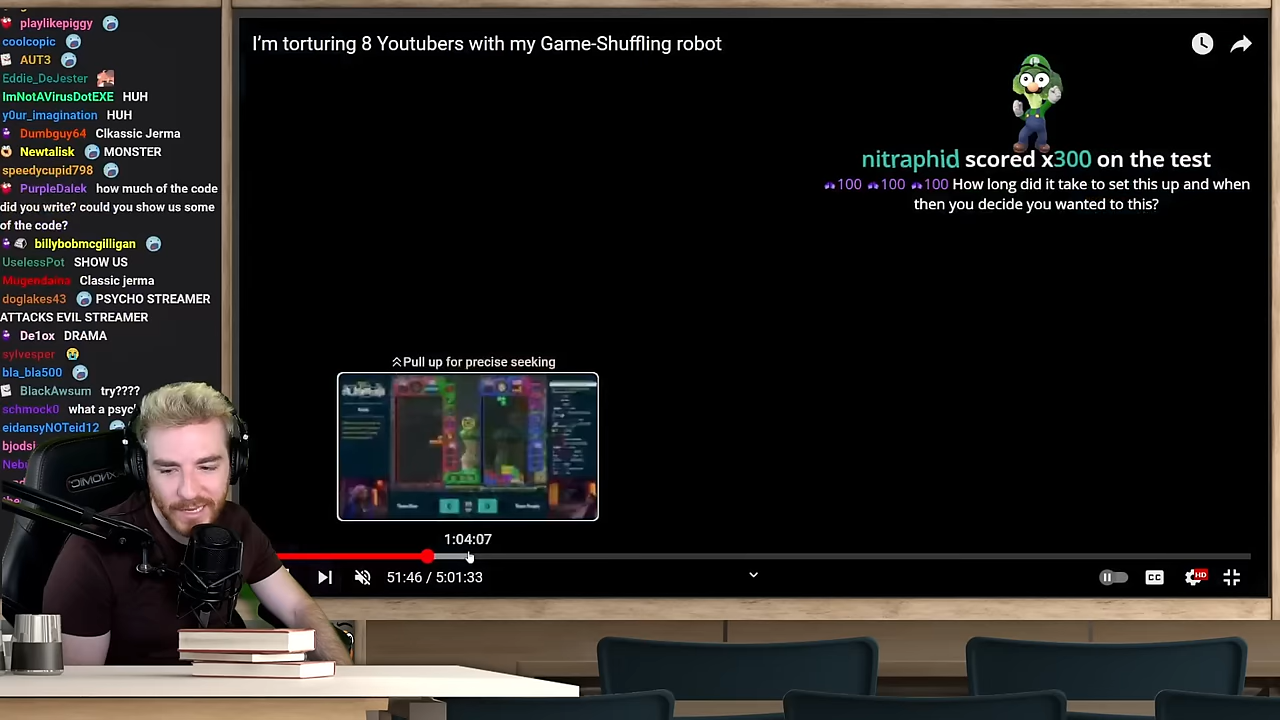 playlikepiggy
coolcopic
AUT3
Eddie_DeJester
ImNotAVirusDotEXE HUH
y0ur_imagination HUH
Dumbguy64 Clkassic Jerma
Newtalisk MONSTER
speedycupid798
PurpleDalek how much of the code
did you write? could you show us some
of the code?
billybobmcgilligan
UselessPot SHOW US
Mugendaina Classic jerma
doglakes43 PSYCHO STREAMER
ATTACKS EVIL STREAMER
De1ox DRAMA
sylvesper
bla_bla500
BlackAwsum try????
schmock0 what a
eidansyNOTeid12
I'm torturing 8 Youtubers with my Game-Shuffling robot
nitraphid scored x300 on the test
100 100 100 How long did it take to set this up and when
then you decide you wanted to this?
Pull up for precise seeking
1:04:07
51:46 / 5:01:33
CC
HD